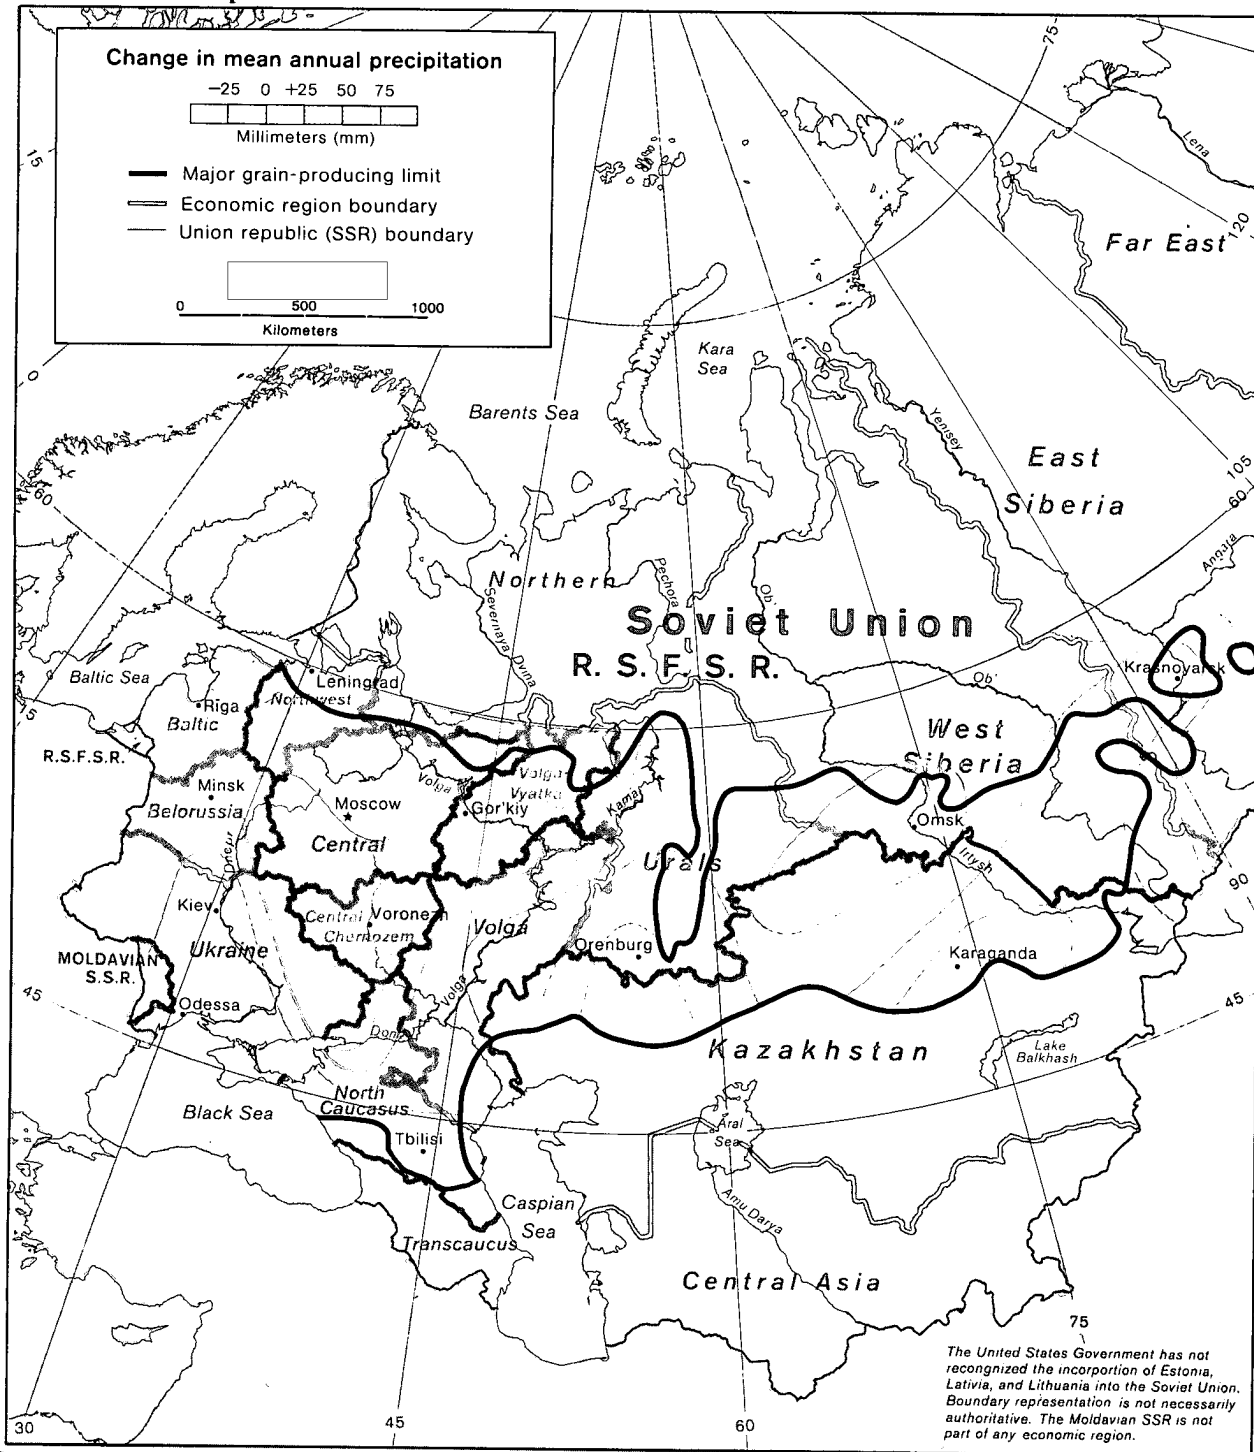 Change in mean annual precipitation
−25 0 +25 50 75
Millimeters (mm)
Major grain-producing limit
Economic region boundary
Union republic (SSR) boundary
0 500 1000
Kilometers
75
15
Lena
120
Far East
Kara
Sea
0
Barents Sea
Yenisey
East
Siberia
105
60
60
Angara
Northern
Pechora
Ob'
Severnaya Dvina
Soviet Union
R. S. F. S. R.
Krasnoyarsk
Baltic Sea
Leningrad
Northwest
Ob'
15
Riga
Baltic
West
Siberia
R.S.F.S.R.
Minsk
Belorussia
Volga
Volga
Vyatka
Kama
Moscow
Gor'kiy
Omsk
Dnepr
Central
Urals
Irtysh
90
Kiev
Central
Chernozem
Voronezh
Volga
Ukraine
Orenburg
Karaganda
MOLDAVIAN
S.S.R.
Volga
45
Odessa
45
Don
Kazakhstan
Lake
Balkhash
North
Caucasus
Black Sea
Aral
Sea
Tbilisi
Caspian
Sea
Amu Darya
Transcaucus
Central Asia
75
The United States Government has not
recongnized the incorportion of Estonia,
Lativia, and Lithuania into the Soviet Union.
Boundary representation is not necessarily
authoritative. The Moldavian SSR is not
part of any economic region.
30
45
60